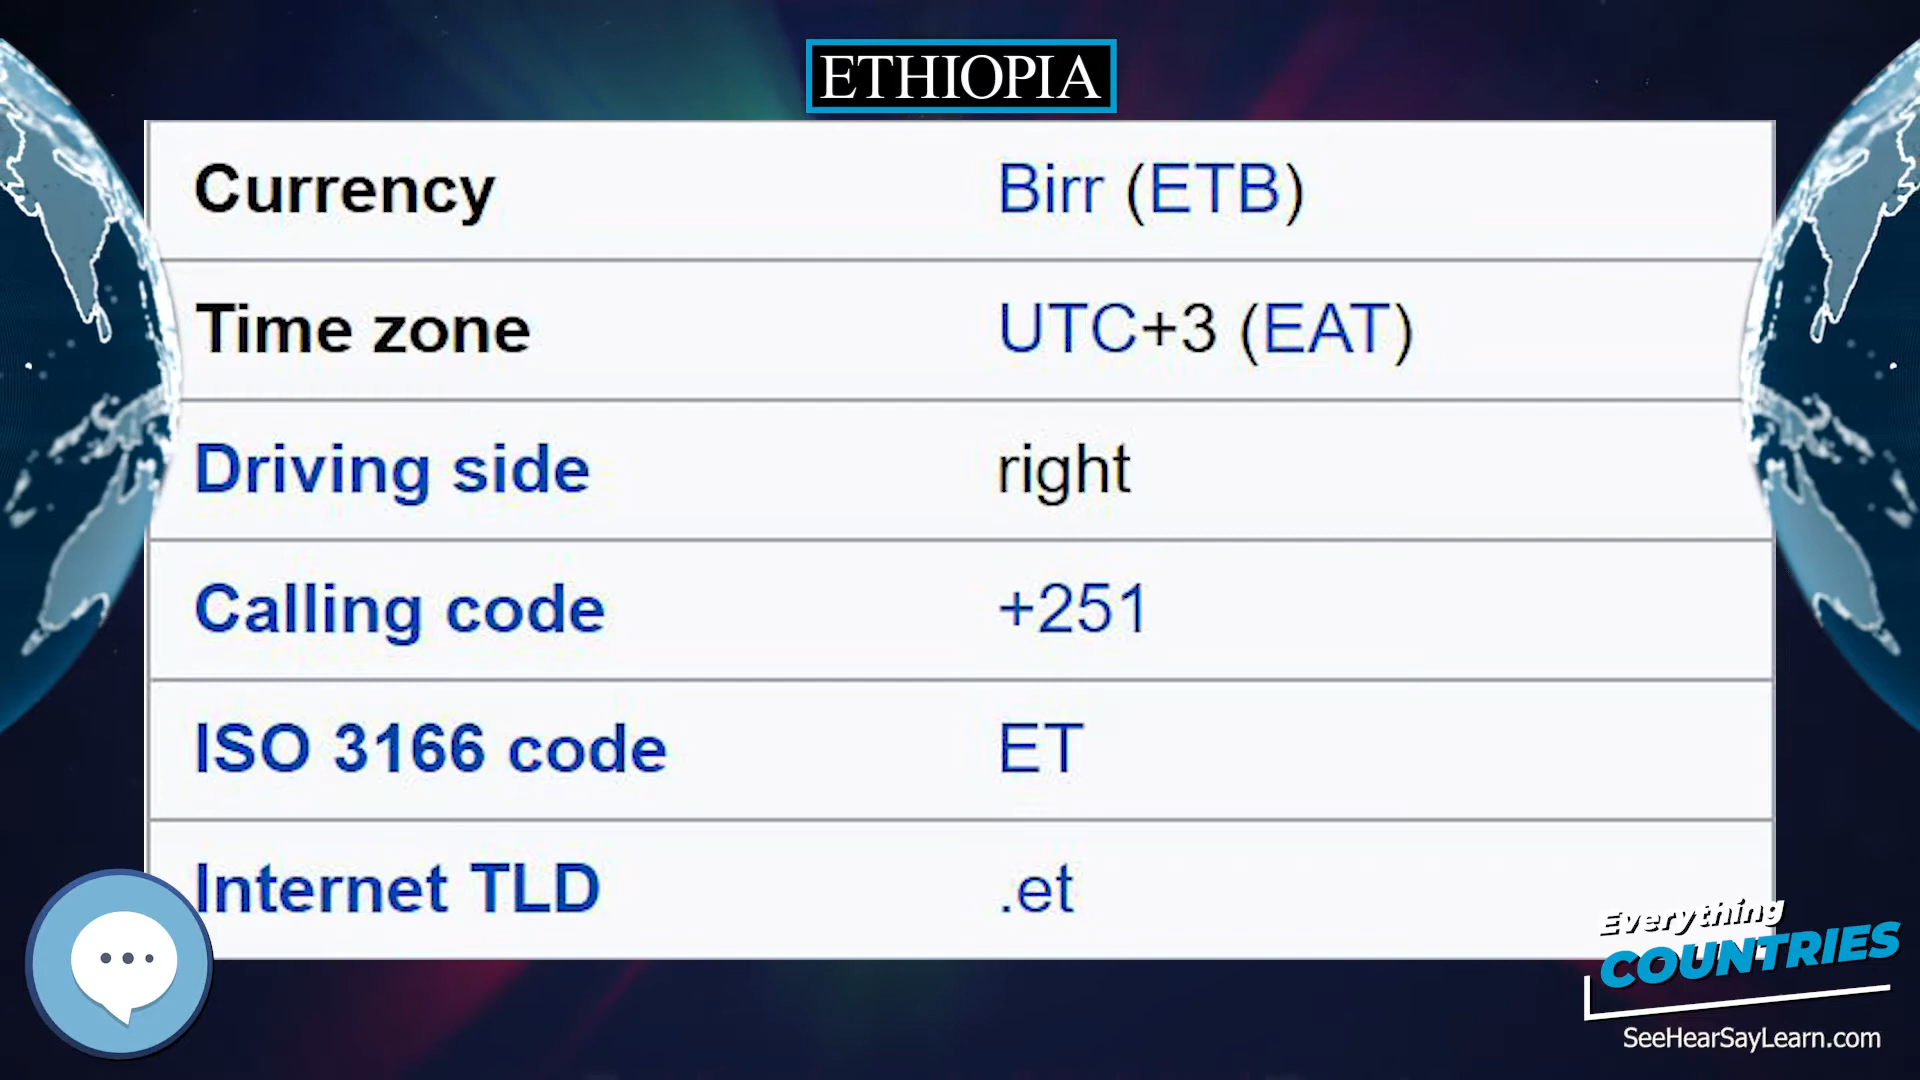 ETHIOPIA
Currency Birr (ETB)
Time zone UTC+3 (EAT)
Driving side right
Calling code +251
ISO 3166 code ET
Internet TLD .et
Everything
COUNTRIES
SeeHearSayLearn.com